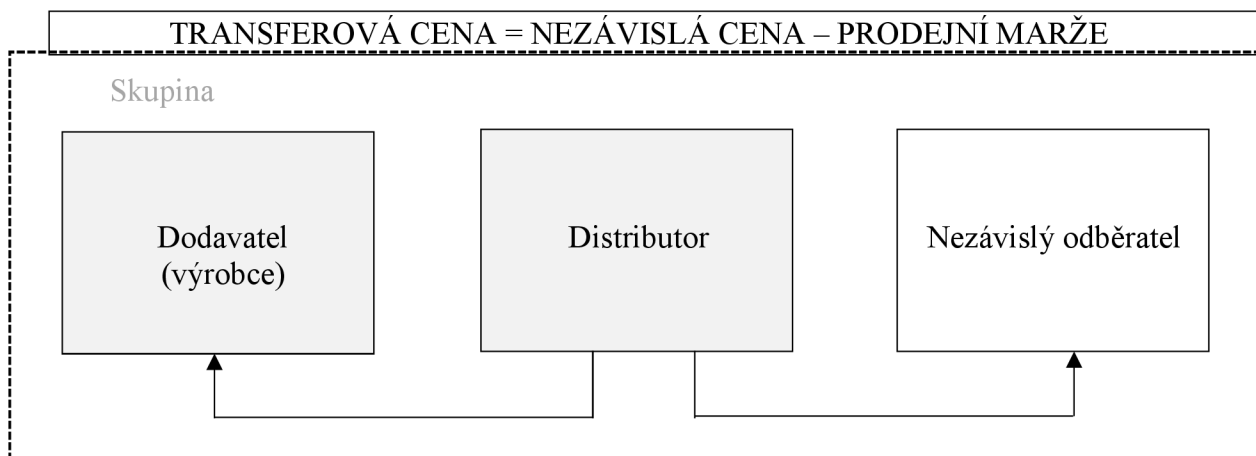 TRANSFEROVÁ CENA = NEZÁVISLÁ CENA – PRODEJNÍ MARŽE
Skupina
Dodavatel
(výrobce)
Distributor
Nezávislý odběratel